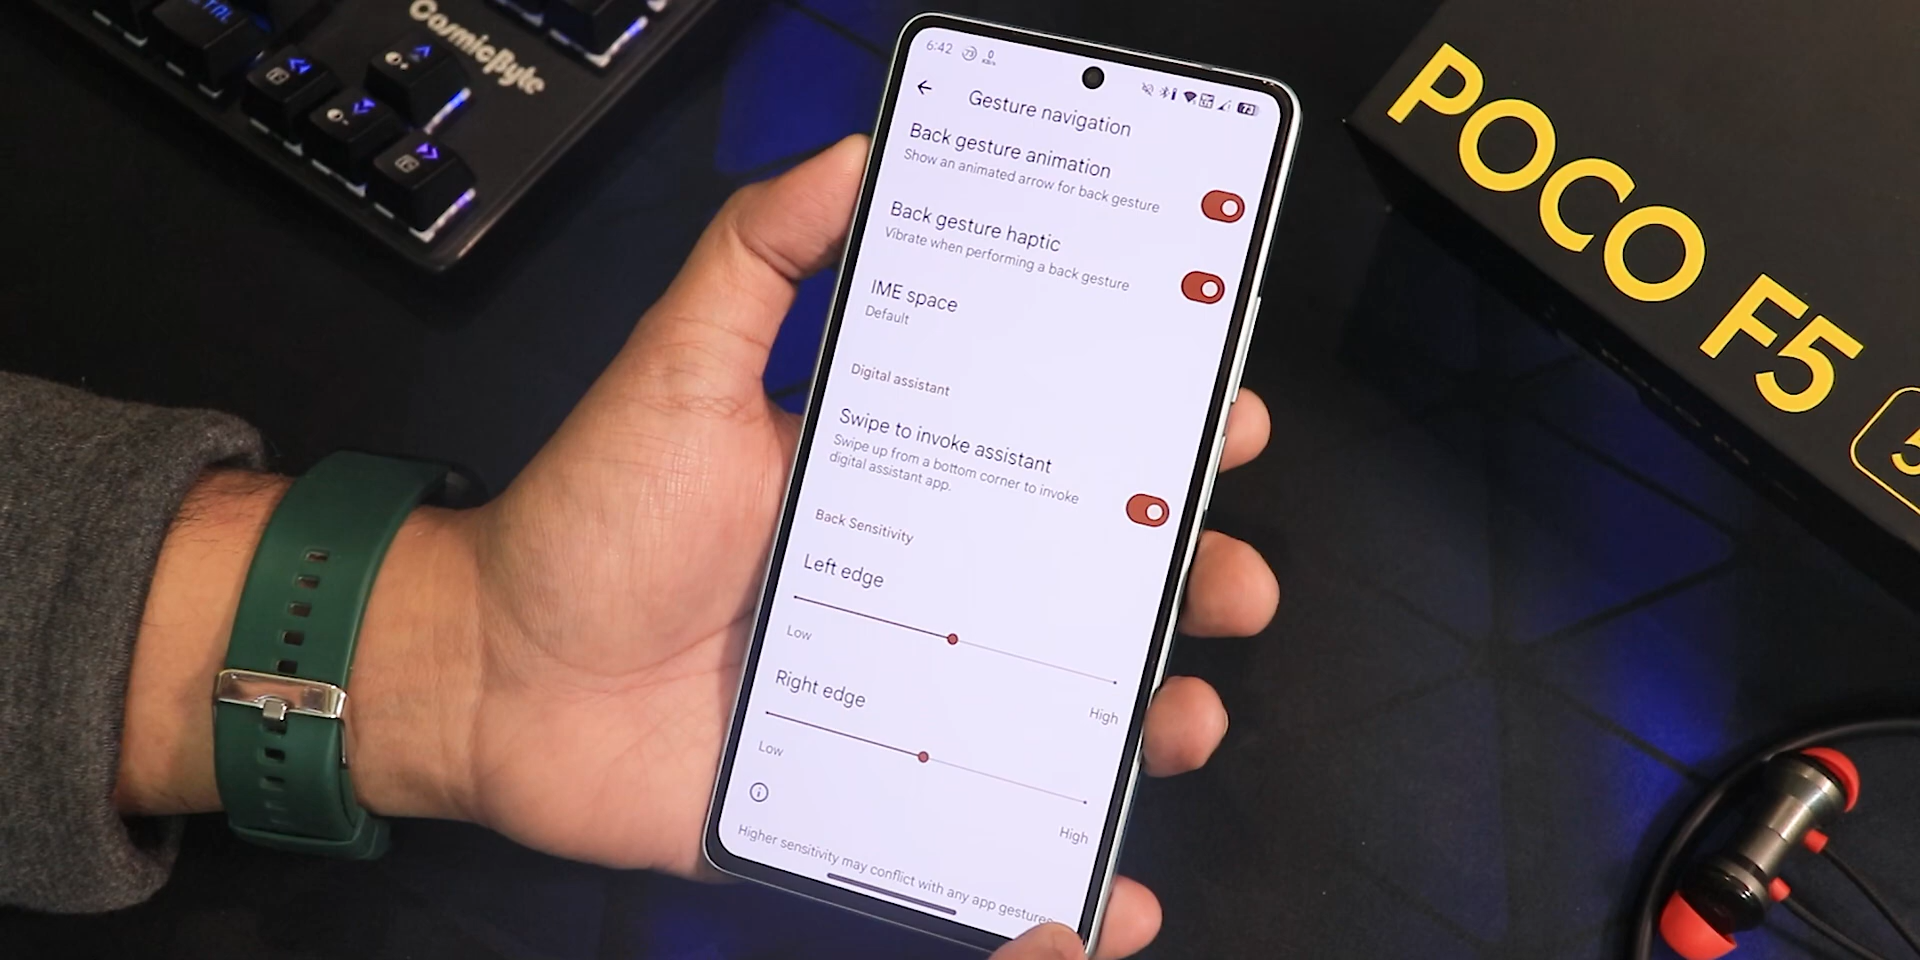 CosmicByte
6:42
73
Gesture navigation
Back gesture animation
Show an animated arrow for back gesture
Back gesture haptic
Vibrate when performing a back gesture
IME space
Default
Digital assistant
Swipe to invoke assistant
Swipe up from a bottom corner to invoke
digital assistant app.
Back Sensitivity
Left edge
Low
High
Right edge
Low
High
Higher sensitivity may conflict with any app gestures
POCO F5
5